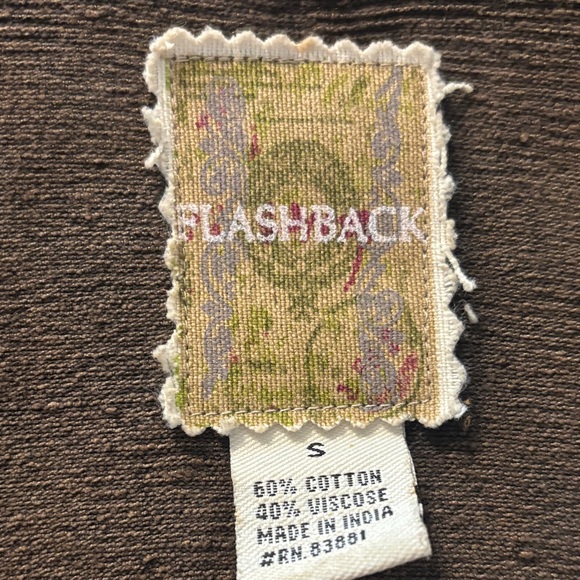 FLASHBACK
S
60% COTTON
40% VISCOSE
MADE IN INDIA
#RN.83881